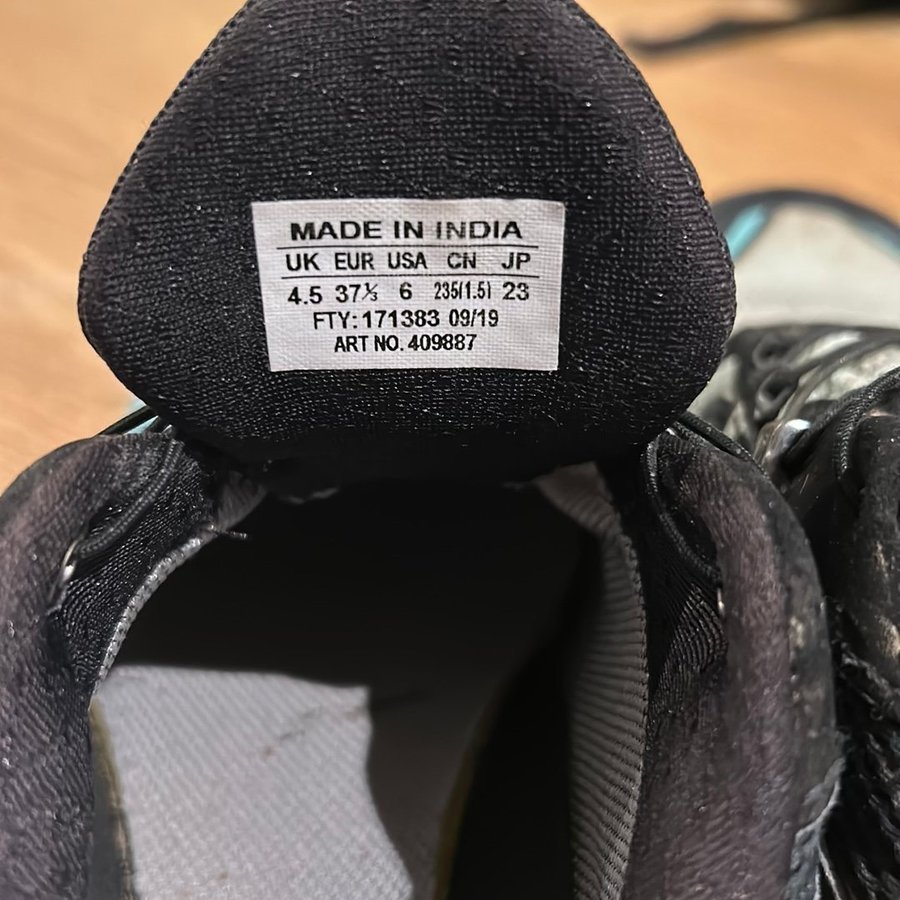 MADE IN INDIA
UK EUR USA CN JP
4.5 37⅓ 6 235(1.5) 23
FTY: 171383 09/19
ART NO. 409887